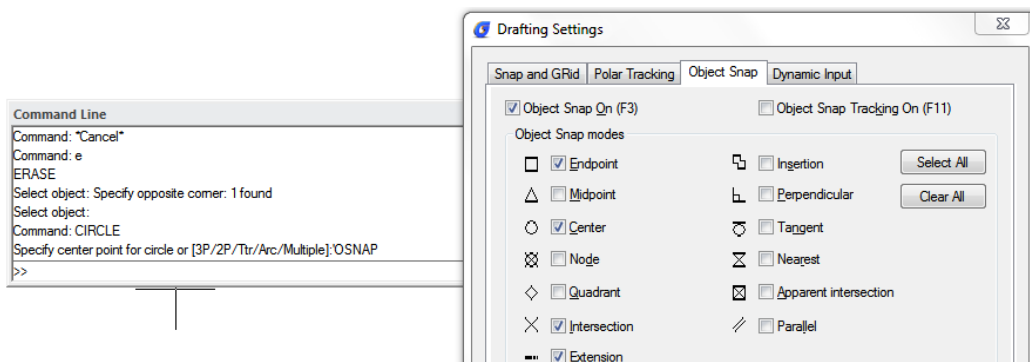 Drafting Settings
Snap and GRid Polar Tracking Object Snap Dynamic Input
Object Snap On (F3) Object Snap Tracking On (F11)
Object Snap modes
Endpoint Insertion Select All
Midpoint Perpendicular Clear All
Center Tangent
Node Nearest
Quadrant Apparent intersection
Intersection Parallel
Extension
Command Line
Command: *Cancel*
Command: e
ERASE
Select object: Specify opposite corner: 1 found
Select object:
Command: CIRCLE
Specify center point for circle or [3P/2P/Ttr/Arc/Multiple]:'OSNAP
>>